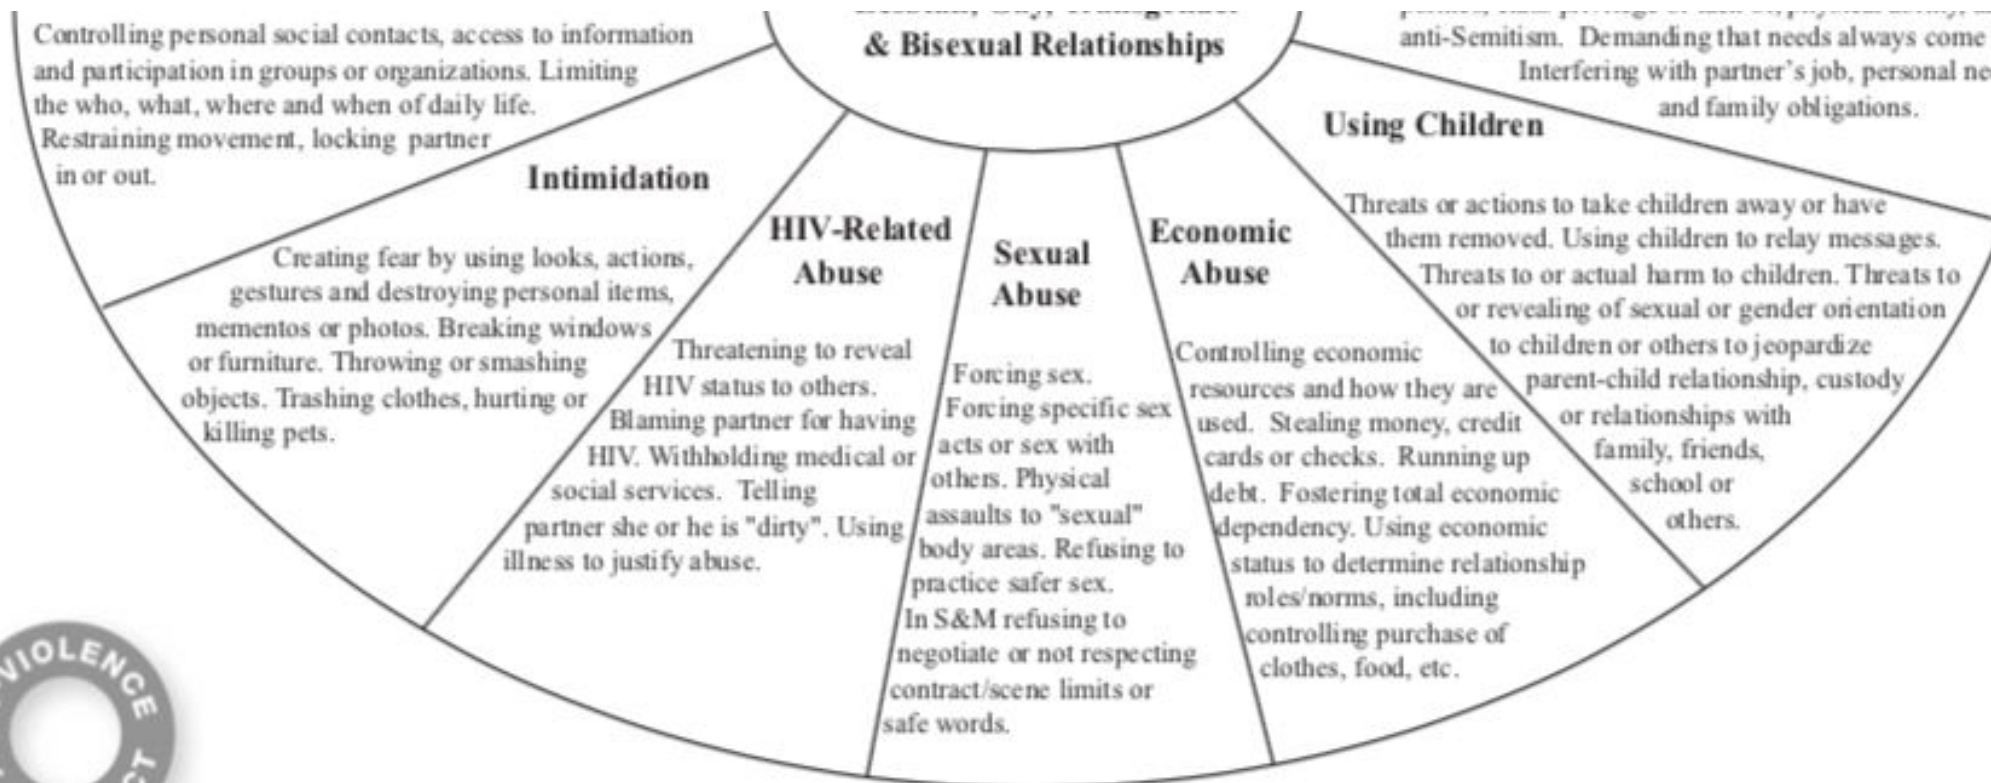 & Bisexual Relationships
Controlling personal social contacts, access to information
and participation in groups or organizations. Limiting
the who, what, where and when of daily life.
Restraining movement, locking partner
in or out.
anti-Semitism. Demanding that needs always come
Interfering with partner's job, personal
and family obligations.
Intimidation
Creating fear by using looks, actions,
gestures and destroying personal items,
mementos or photos. Breaking windows
or furniture. Throwing or smashing
objects. Trashing clothes, hurting or
killing pets.
HIV-Related
Abuse
Threatening to reveal
HIV status to others.
Blaming partner for having
HIV. Withholding medical or
social services. Telling
partner she or he is "dirty". Using
illness to justify abuse.
Sexual
Abuse
Forcing sex.
Forcing specific sex
acts or sex with
others. Physical
assaults to "sexual"
body areas. Refusing to
practice safer sex.
In S&M refusing to
negotiate or not respecting
contract/scene limits or
safe words.
Economic
Abuse
Controlling economic
resources and how they are
used. Stealing money, credit
cards or checks. Running up
debt. Fostering total economic
dependency. Using economic
status to determine relationship
roles/norms, including
controlling purchase of
clothes, food, etc.
Using Children
Threats or actions to take children away or have
them removed. Using children to relay messages.
Threats to or actual harm to children. Threats to
or revealing of sexual or gender orientation
to children or others to jeopardize
parent-child relationship, custody
or relationships with
family, friends,
school or
others.
VIOLENCE